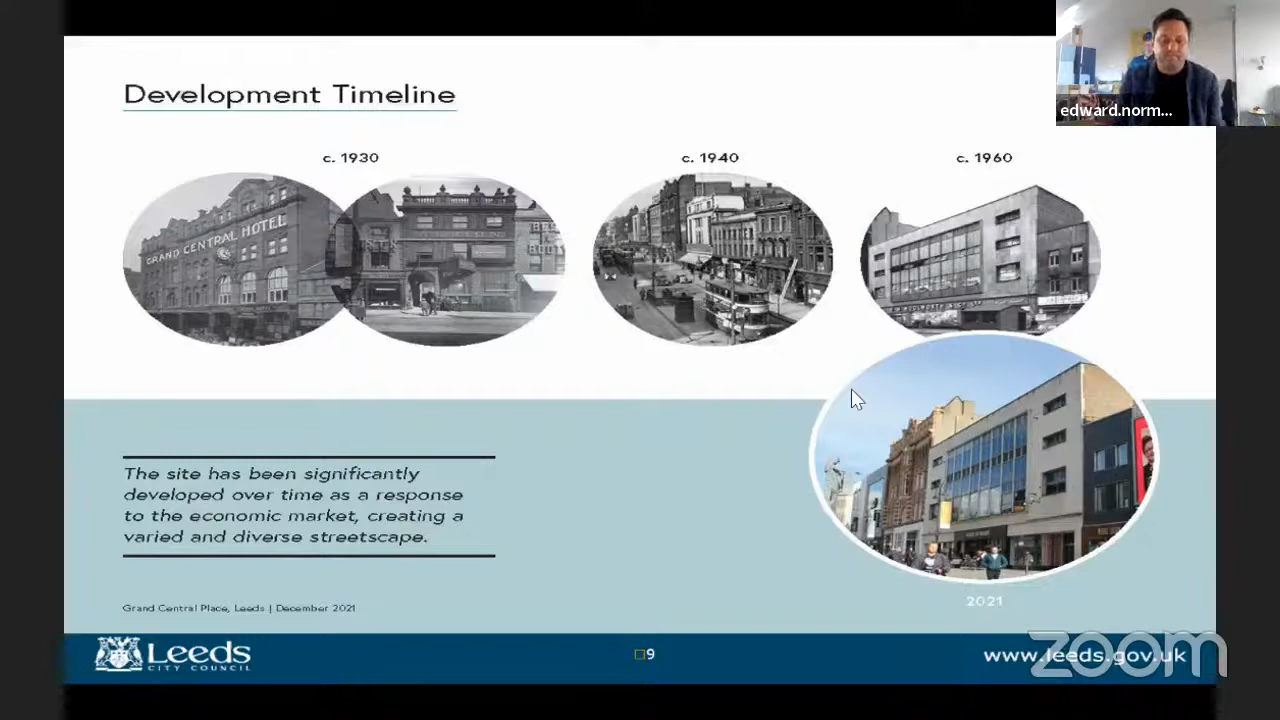 edward.norm...
Development Timeline
c. 1930
c. 1940
c. 1960
GRAND CENTRAL HOTEL
The site has been significantly
developed over time as a response
to the economic market, creating a
varied and diverse streetscape.
2021
Grand Central Place, Leeds | December 2021
Leeds
CITY COUNCIL
9
www.leeds.gov.uk
zoom